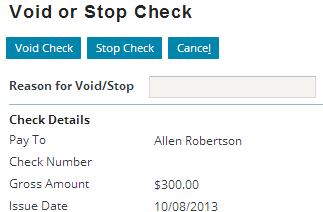 Void or Stop Check
Void Check Stop Check Cancel
Reason for Void/Stop
Check Details
Pay To Allen Robertson
Check Number
Gross Amount $300.00
Issue Date 10/08/2013